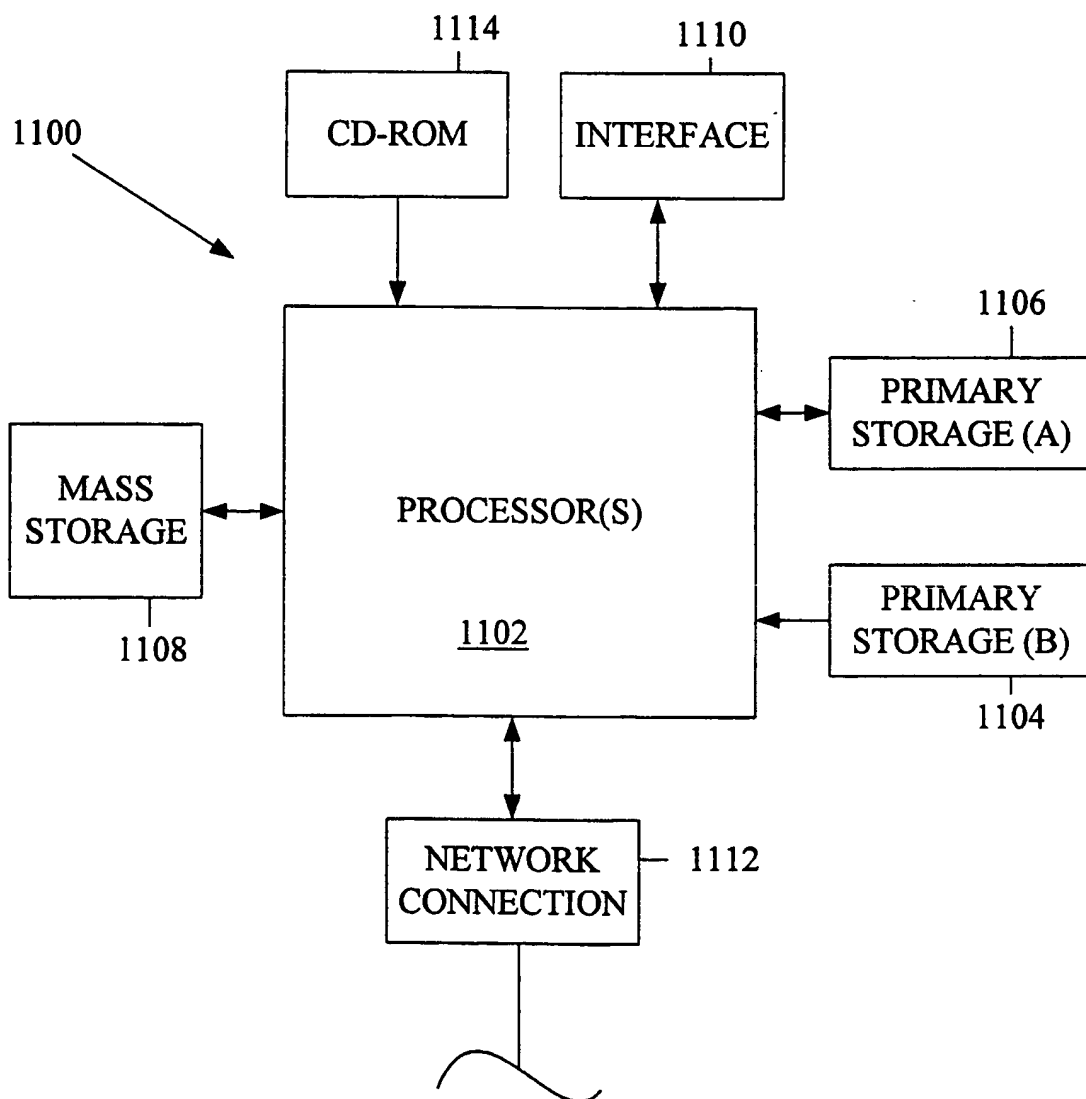 1114
1110
1100
CD-ROM
INTERFACE
1106
PRIMARY
STORAGE (A)
MASS
STORAGE
PROCESSOR(S)
PRIMARY
STORAGE (B)
1108
1102
1104
NETWORK
CONNECTION
1112